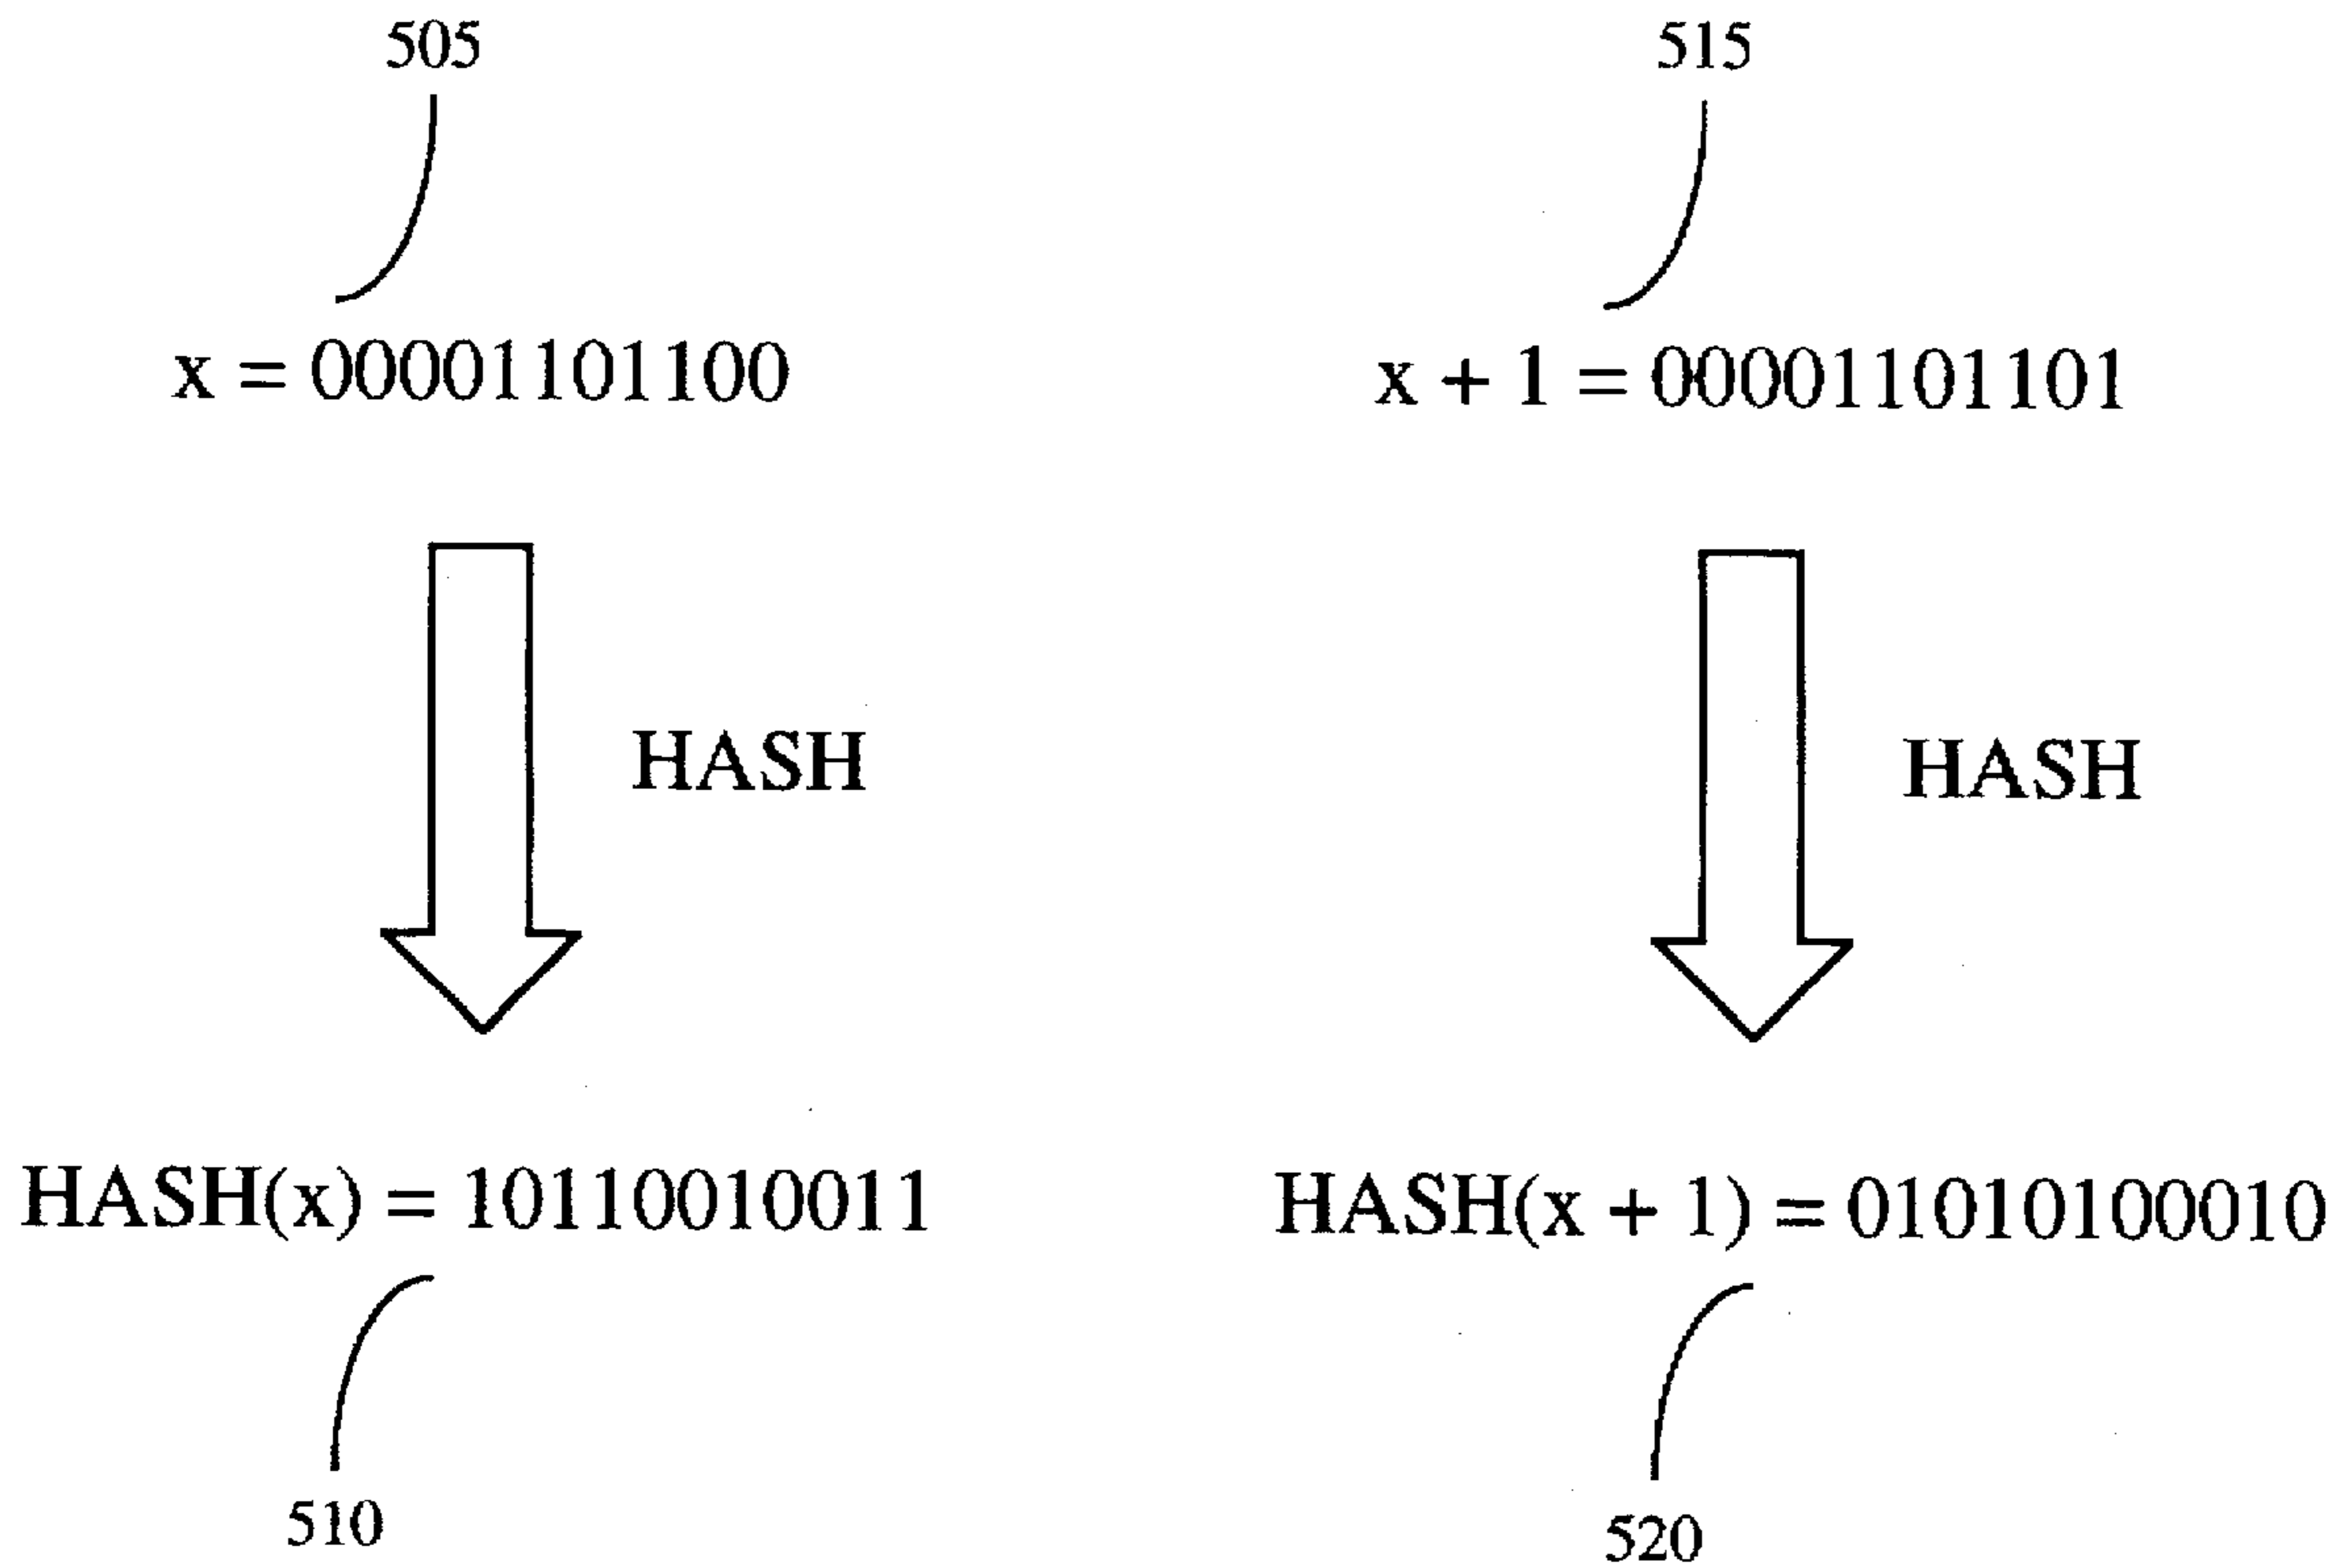 505
515
x = 00001101100
x + 1 = 00001101101
HASH
HASH
HASH(x) = 10110010011
HASH(x + 1) = 01010100010
510
520